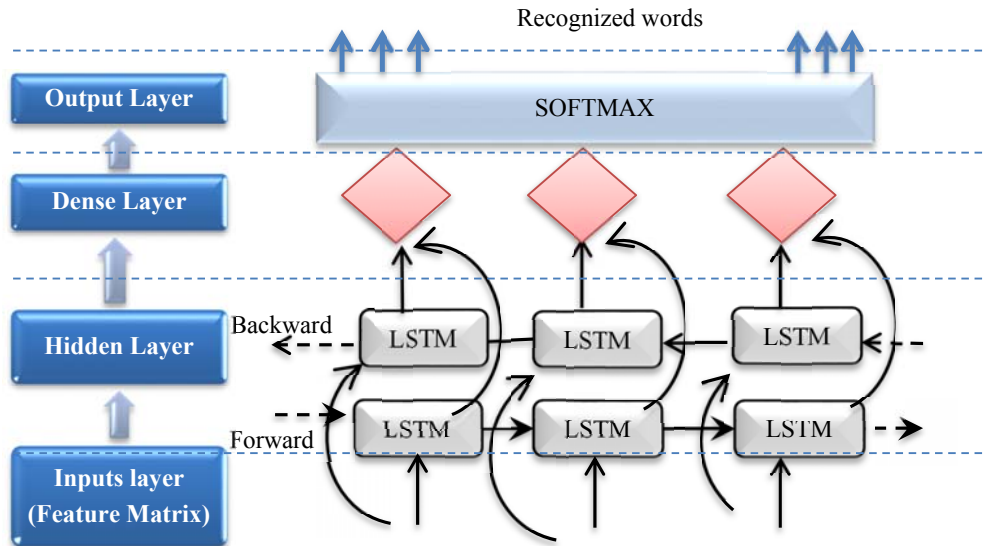 Recognized words
Output Layer
SOFTMAX
Dense Layer
Backward
Hidden Layer
LSTM
LSTM
LSTM
Forward
LSTM
LSTM
LSTM
Inputs layer
(Feature Matrix)